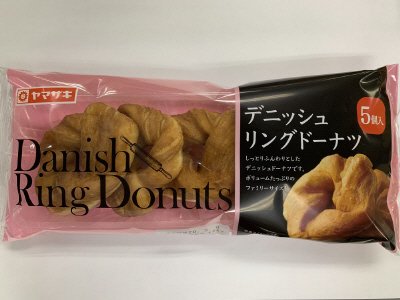 ヤマザキ
Danish
Ring Donuts
デニッシュ
リングドーナツ
5個入
しっとりふんわりとした
デニッシュドーナツです。
ボリュームたっぷりの
ファミリーサイズ